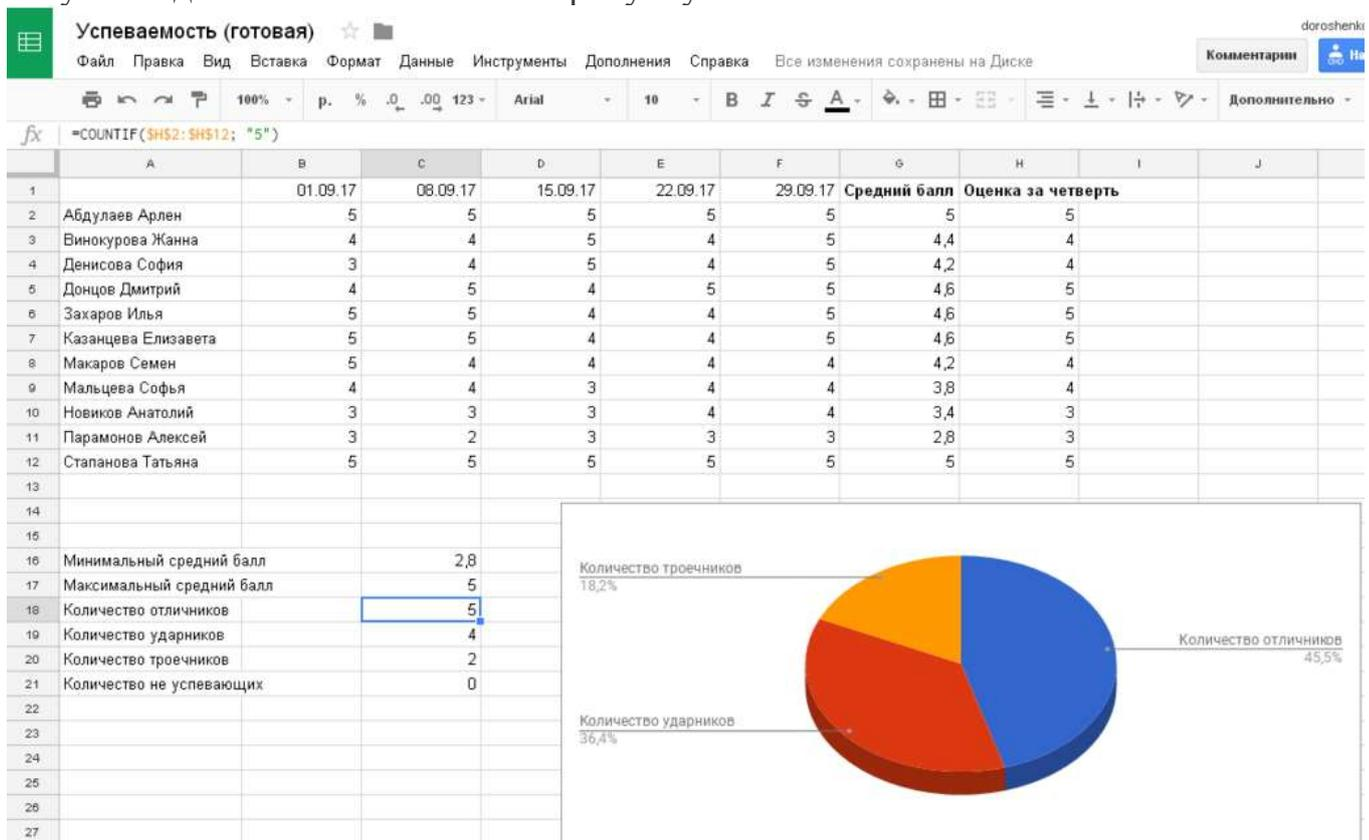 Успеваемость (готовая)
doroshenk
Файл Правка Вид Вставка Формат Данные Инструменты Дополнения Справка Все изменения сохранены на Диске
Комментарии На
100% р. % .0 .00 123 Arial 10 B I S A Дополнительно
fx =COUNTIF($H$2:$H$12; "5")
A B C D E F G H I J
1 01.09.17 08.09.17 15.09.17 22.09.17 29.09.17 Средний балл Оценка за четверть
2 Абдулаев Арлен 5 5 5 5 5 5 5
3 Винокурова Жанна 4 4 5 4 5 4,4 4
4 Денисова София 3 4 5 4 5 4,2 4
5 Донцов Дмитрий 4 5 4 5 5 4,6 5
6 Захаров Илья 5 5 4 4 5 4,6 5
7 Казанцева Елизавета 5 5 4 4 5 4,6 5
8 Макаров Семен 5 4 4 4 4 4,2 4
9 Мальцева Софья 4 4 3 4 4 3,8 4
10 Новиков Анатолий 3 3 3 4 4 3,4 3
11 Парамонов Алексей 3 2 3 3 3 2,8 3
12 Стапанова Татьяна 5 5 5 5 5 5 5
13
14
15
16 Минимальный средний балл 2,8
17 Максимальный средний балл 5
18 Количество отличников 5
19 Количество ударников 4
20 Количество троечников 2
21 Количество не успевающих 0
22
23
24
25
26
27
Количество троечников
18,2%
Количество отличников
45,5%
Количество ударников
36,4%